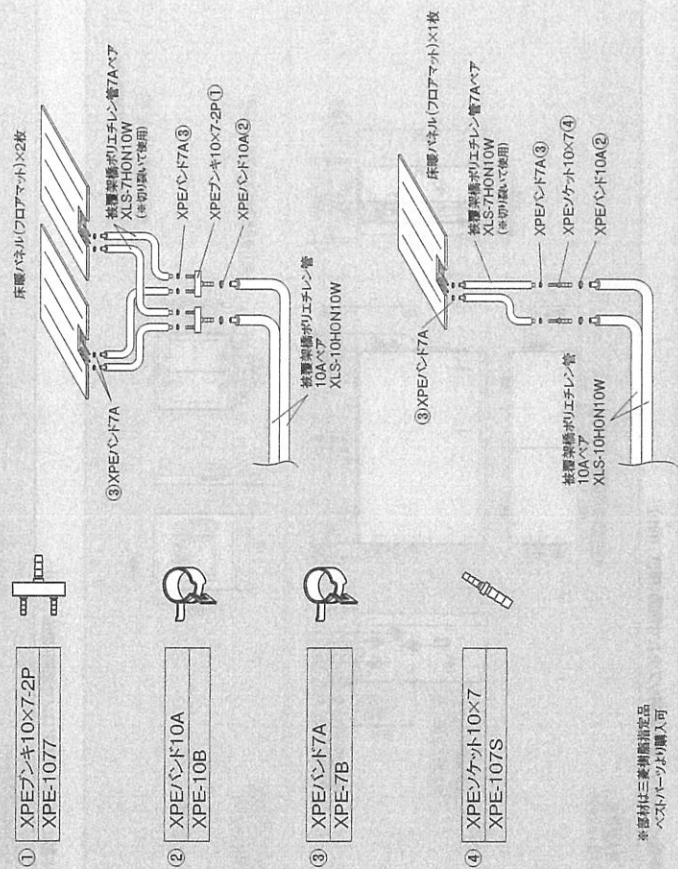 ① XPEブンキ10×7-2P
XPE-1077
② XPEバンド10A
XPE-10B
③ XPEバンド7A
XPE-7B
④ XPEソケット10×7
XPE-107S
※部材は三菱樹脂指定品
ベストパーツより購入可
床暖パネル(フロアマット)×2枚
被覆架橋ポリエチレン管7Aペア
XLS-7HON10W
(※切り裂いて使用)
XPEバンド7A③
XPEブンキ10×7-2P①
XPEバンド10A②
③XPEバンド7A
被覆架橋ポリエチレン管
10Aペア
XLS-10HON10W
床暖パネル(フロアマット)×1枚
被覆架橋ポリエチレン管7Aペア
XLS-7HON10W
(※切り裂いて使用)
XPEバンド7A③
XPEソケット10×7④
XPEバンド10A②
③XPEバンド7A
被覆架橋ポリエチレン管
10Aペア
XLS-10HON10W